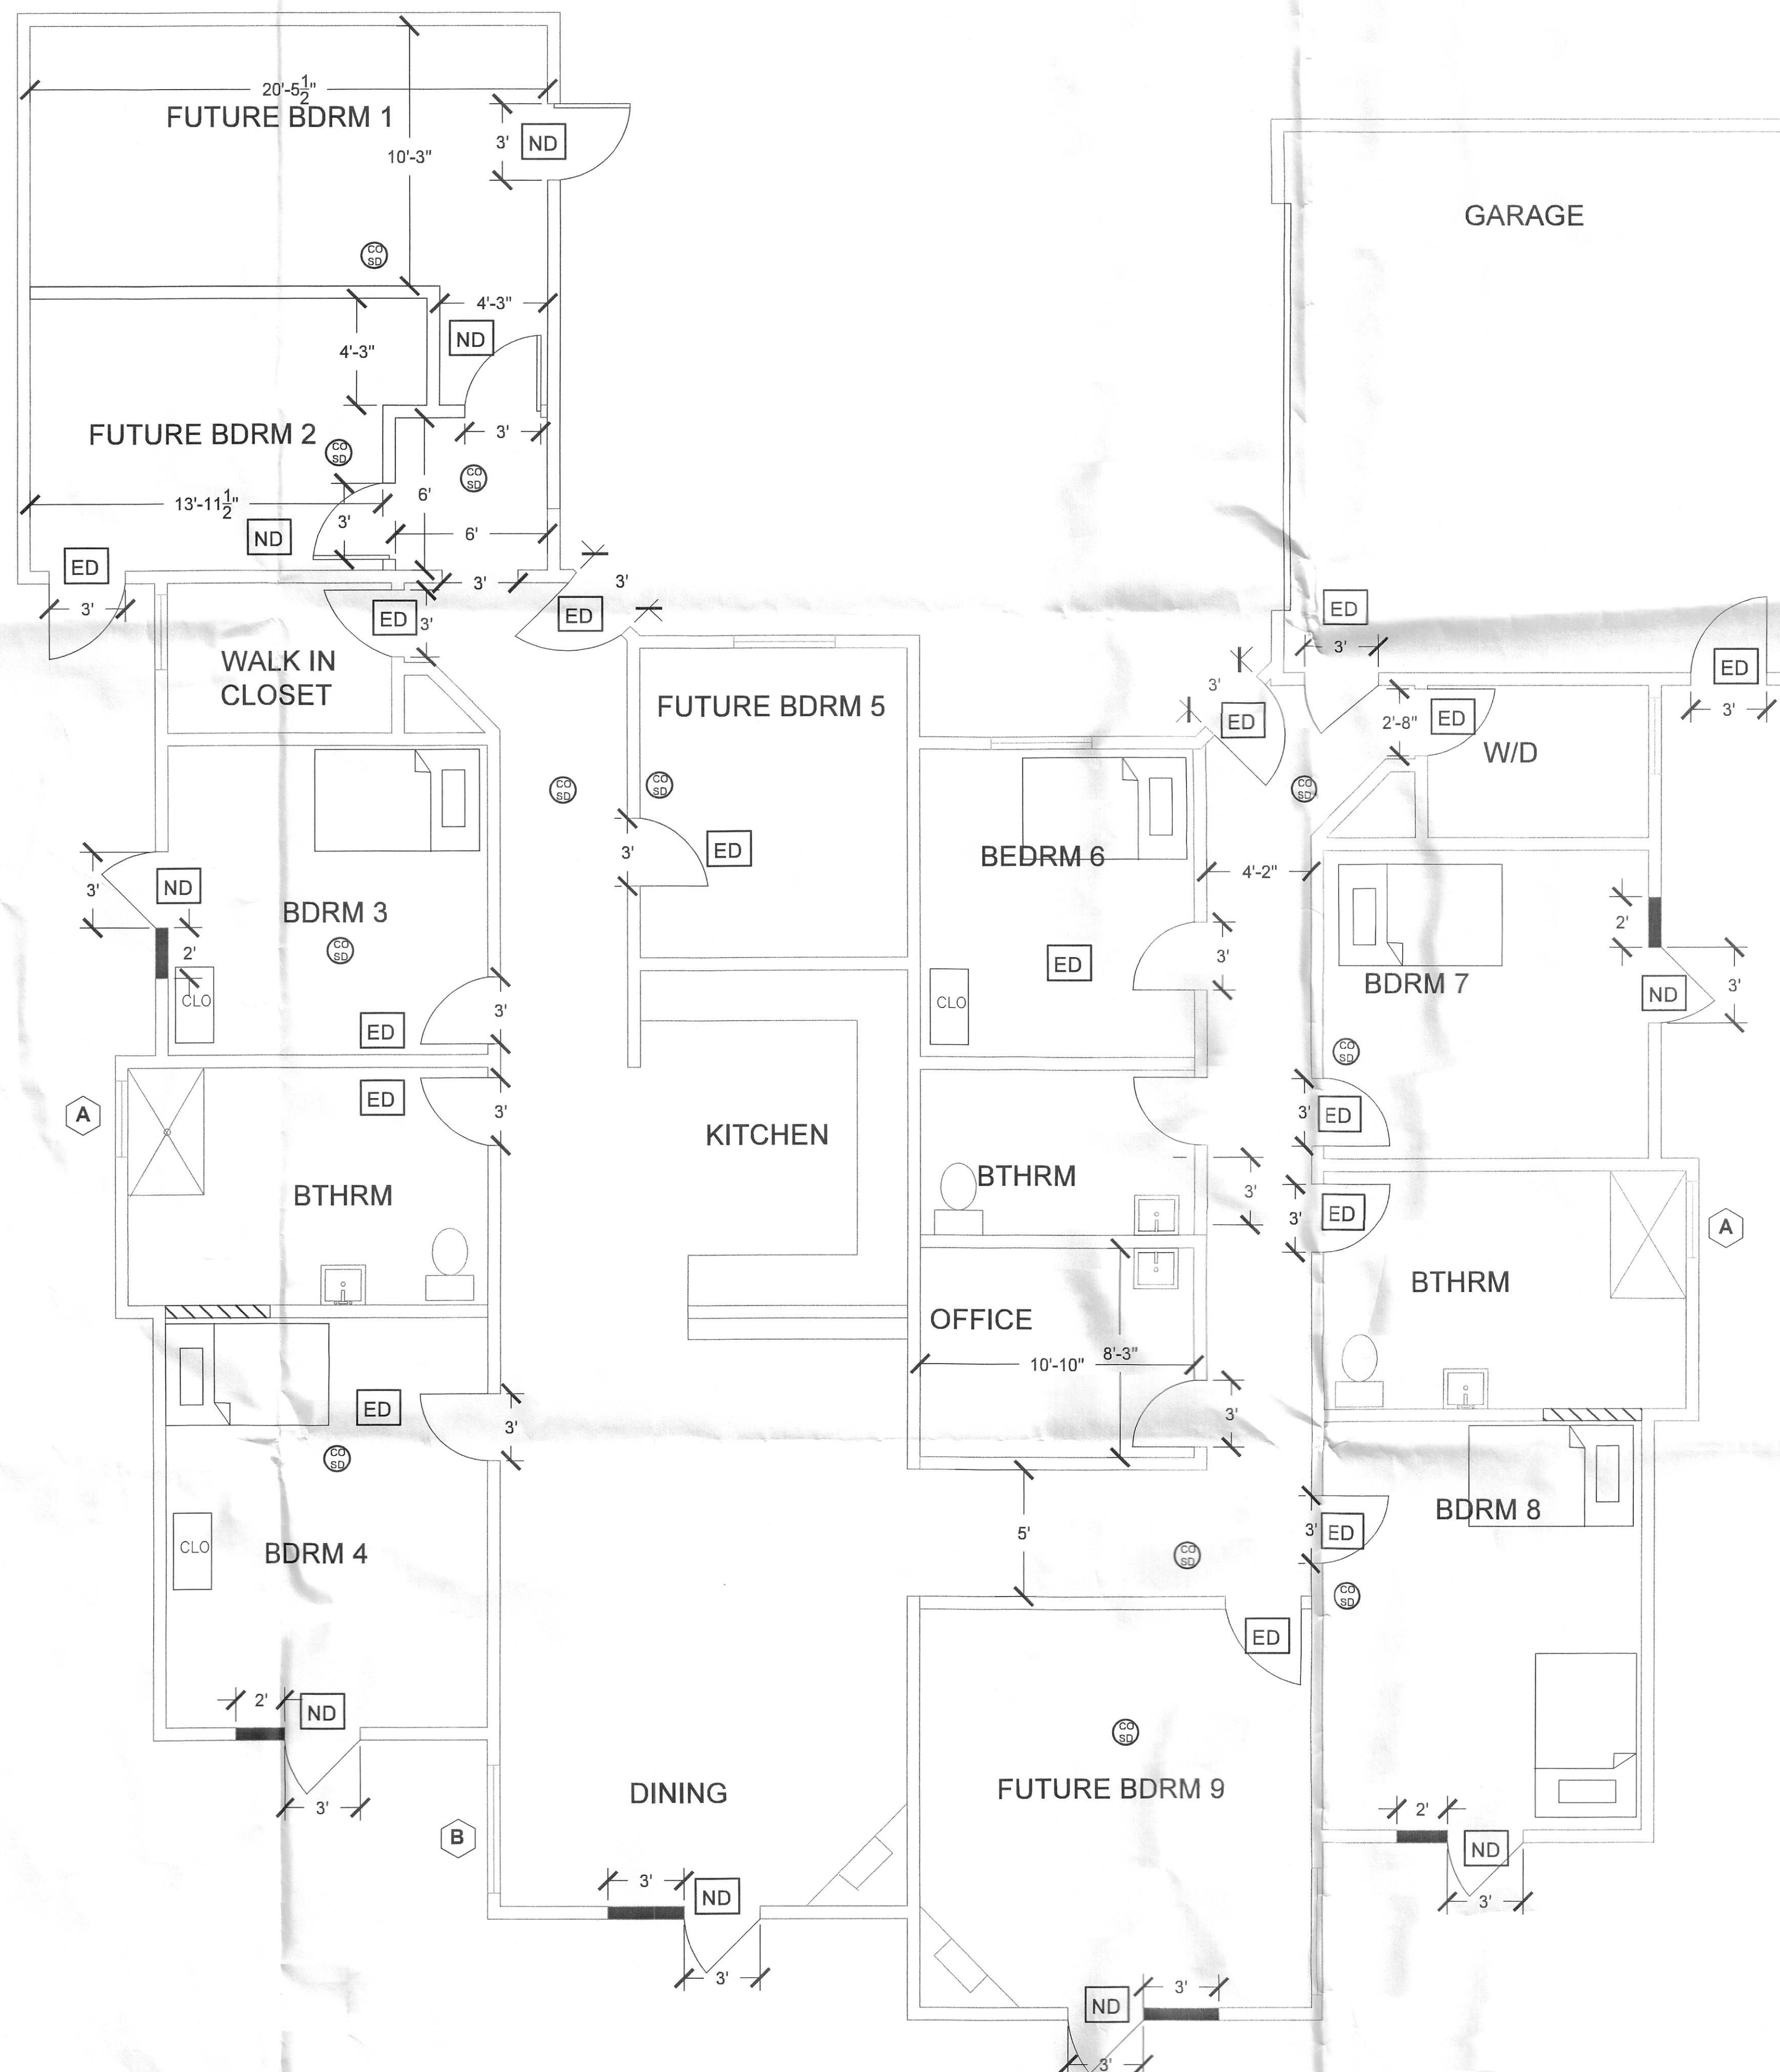 20'-5 1/2"
FUTURE BDRM 1
3'
ND
10'-3"
CO
SD
GARAGE
4'-3"
ND
4'-3"
3'
FUTURE BDRM 2
CO
SD
CO
SD
13'-11 1/2"
6'
3'
6'
ND
ED
3'
3'
3'
ED
3'
ED
ED
3'
ED
3'
WALK IN
CLOSET
FUTURE BDRM 5
3'
ED
2'-8"
ED
3'
W/D
CO
SD
CO
SD
CO
SD
3'
ED
BEDRM 6
4'-2"
3'
ND
BDRM 3
2'
CO
SD
2'
ED
3'
BDRM 7
ND
3'
CLO
CLO
3'
ED
CO
SD
ED
3'
A
3'
ED
KITCHEN
BTHRM
BTHRM
3'
3'
ED
A
BTHRM
OFFICE
8'-3"
10'-10"
ED
3'
3'
CO
SD
BDRM 8
5'
3'
ED
CLO
BDRM 4
CO
SD
CO
SD
ED
2'
ND
CO
SD
DINING
FUTURE BDRM 9
3'
B
2'
ND
3'
ND
3'
3'
3'
ND
3'